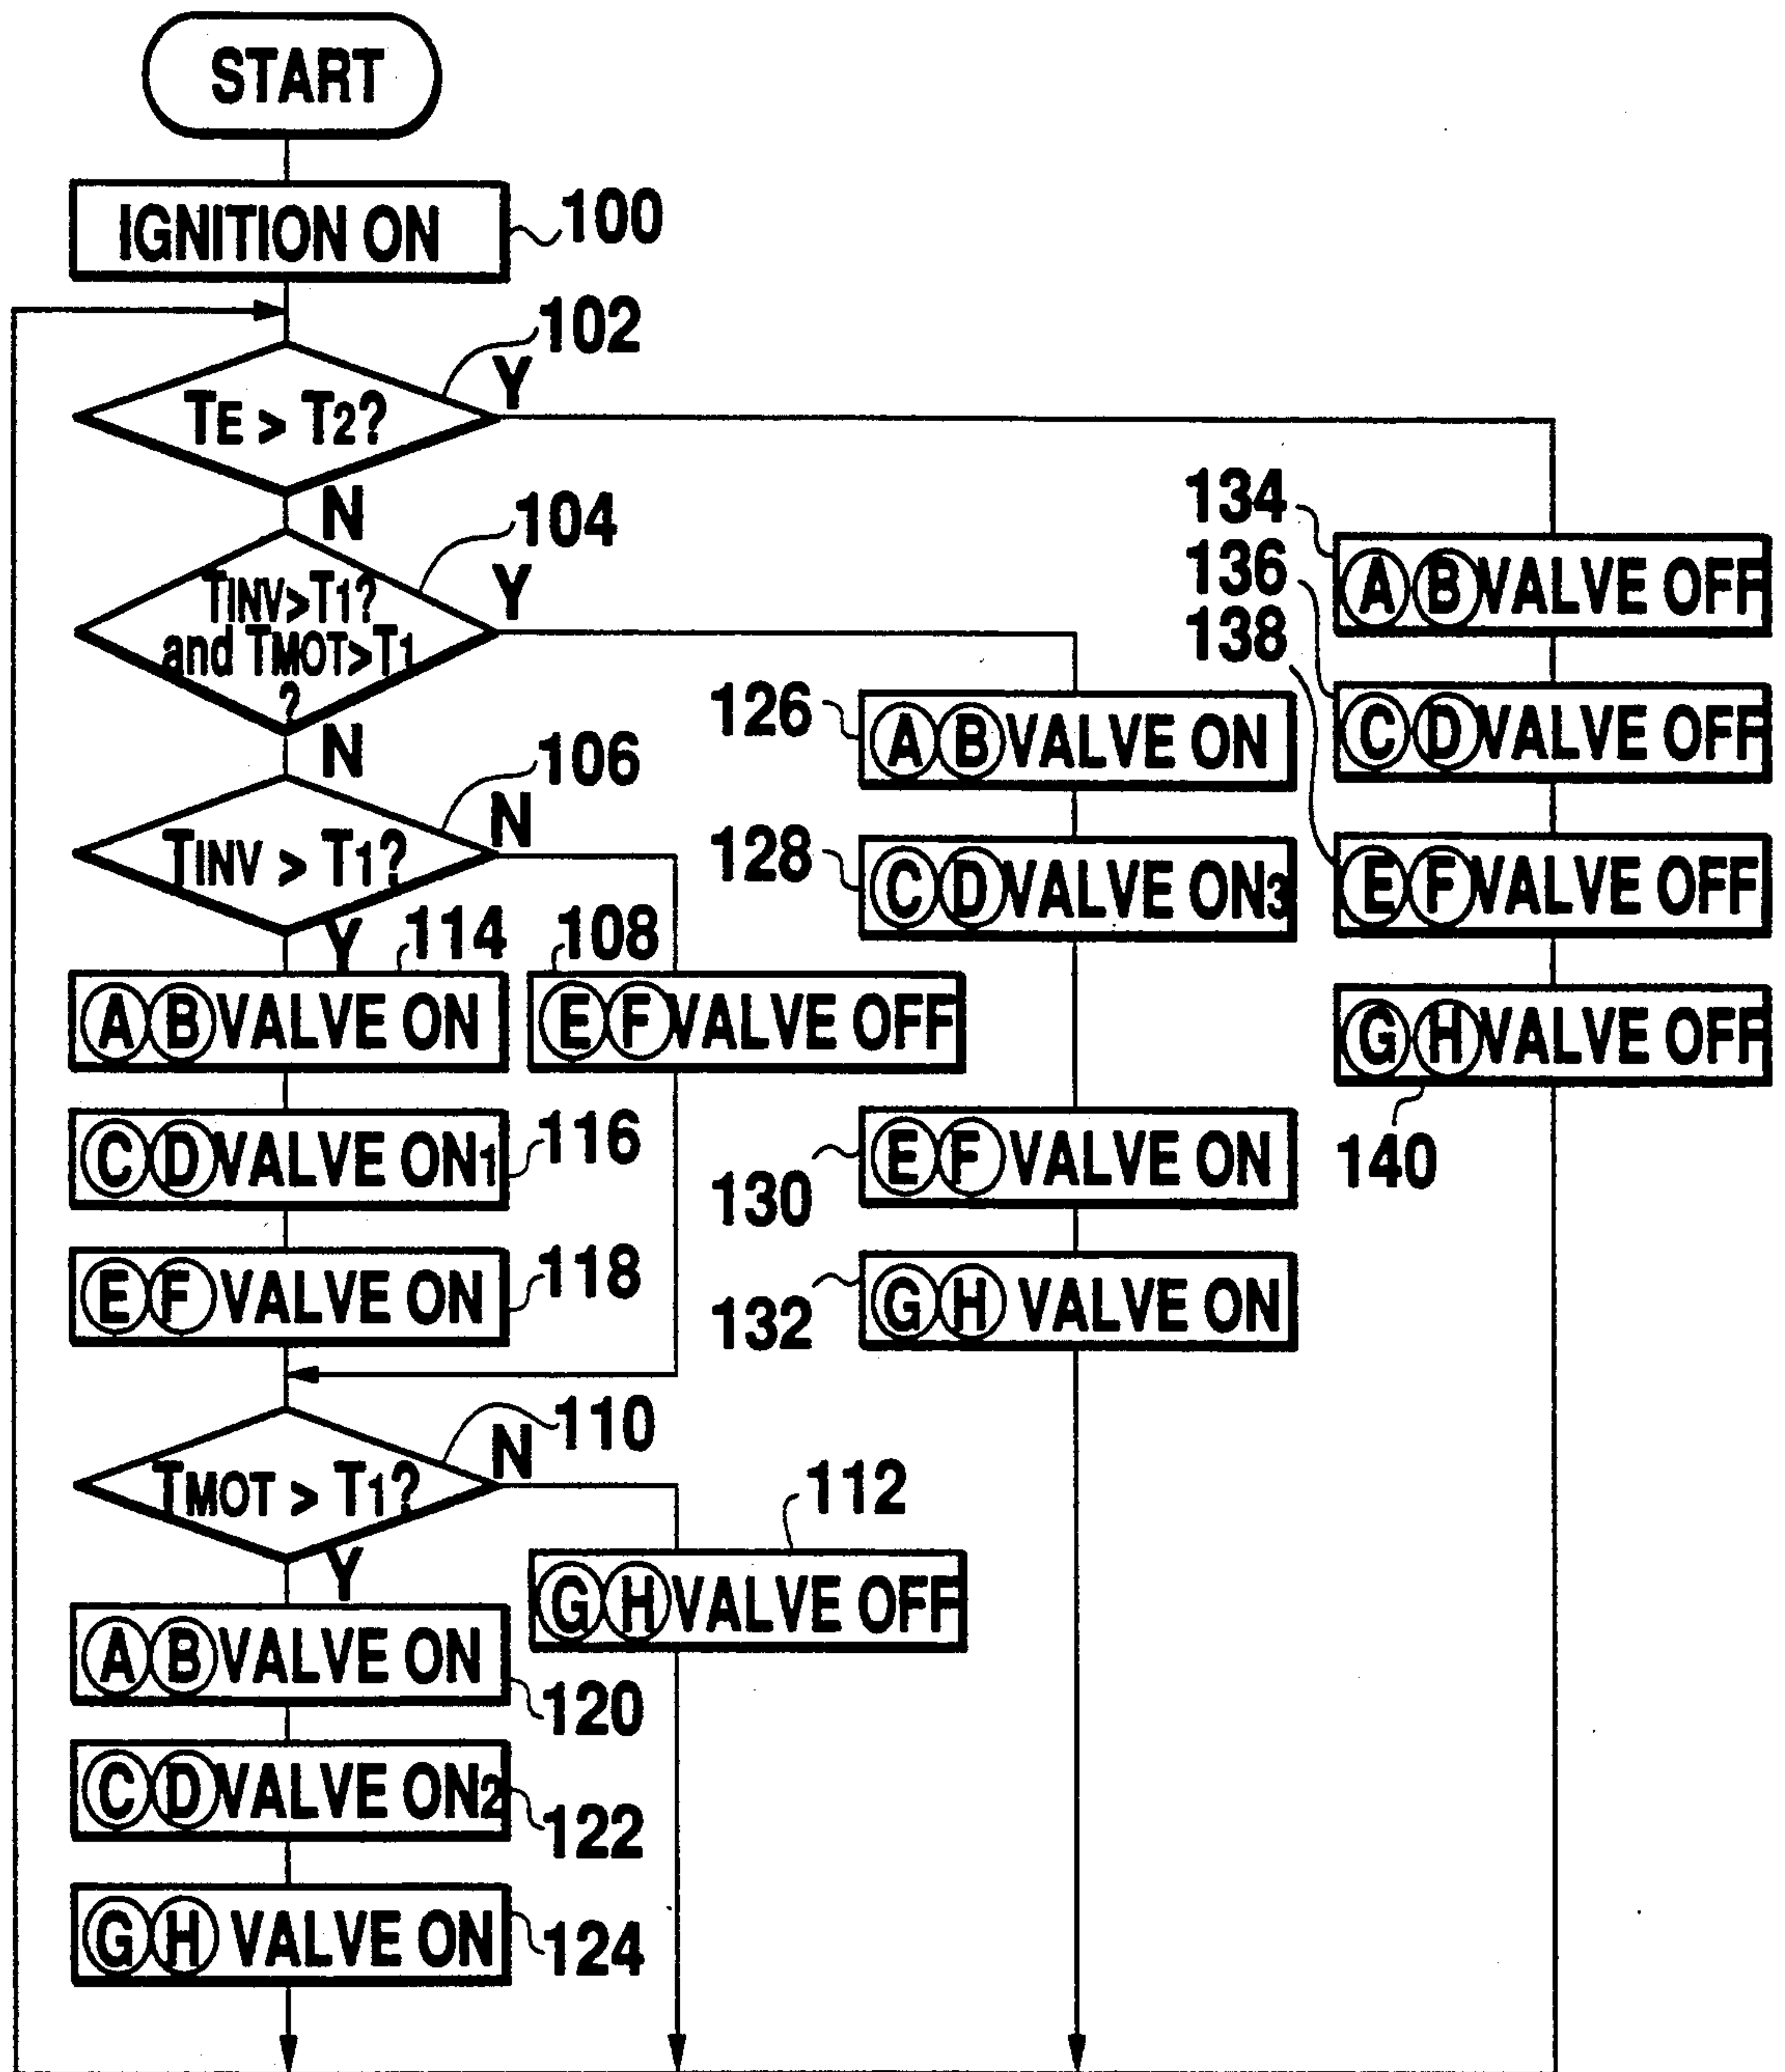 START
IGNITION ON
100
102
TE > T2?
Y
N
104
TINV>T1?
and TMOT>T1
?
Y
N
106
TINV > T1?
N
Y
114
A B VALVE ON
C D VALVE ON1
116
E F VALVE ON
118
108
E F VALVE OFF
110
TMOT > T1?
N
Y
112
G H VALVE OFF
A B VALVE ON
120
C D VALVE ON2
122
G H VALVE ON
124
126
A B VALVE ON
128
C D VALVE ON3
130
E F VALVE ON
132
G H VALVE ON
134
A B VALVE OFF
136
C D VALVE OFF
138
E F VALVE OFF
G H VALVE OFF
140